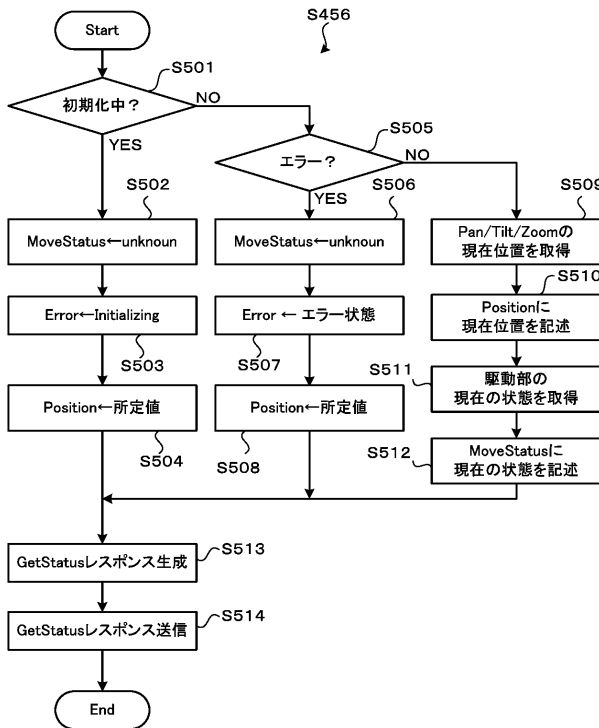 Start
S456
S501
初期化中？
NO
YES
S505
エラー？
NO
YES
S502
MoveStatus←unknoun
S506
MoveStatus←unknoun
S509
Pan/Tilt/Zoomの
現在位置を取得
Error←Initializing
S503
Error ← エラー状態
S507
S510
Positionに
現在位置を記述
S511
駆動部の
現在の状態を取得
Position←所定値
S504
Position←所定値
S508
S512
MoveStatusに
現在の状態を記述
S513
GetStatusレスポンス生成
S514
GetStatusレスポンス送信
End